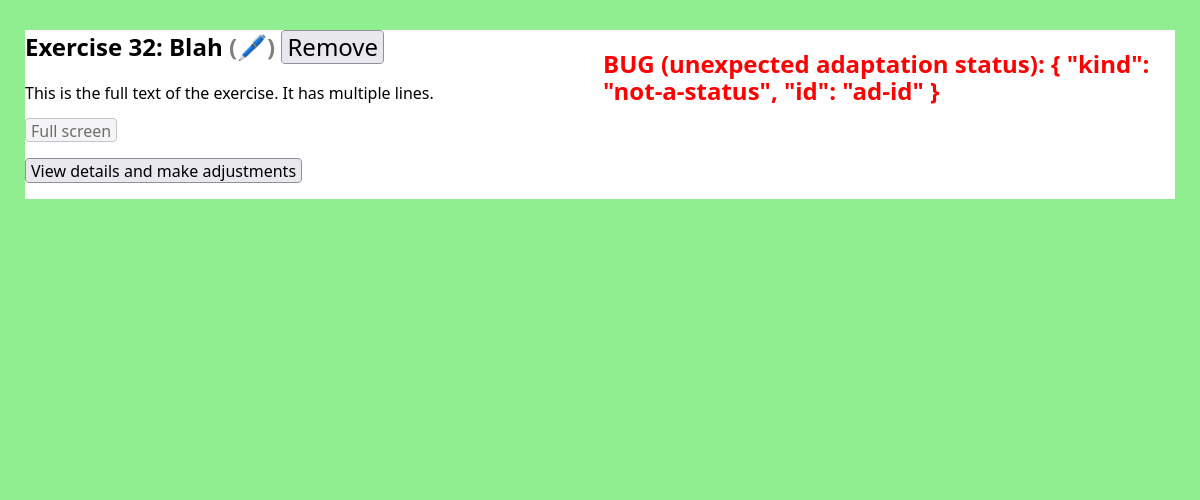 Exercise 32: Blah (🖊️) Remove
This is the full text of the exercise. It has multiple lines.
Full screen
View details and make adjustments
BUG (unexpected adaptation status): { "kind":
"not-a-status", "id": "ad-id" }